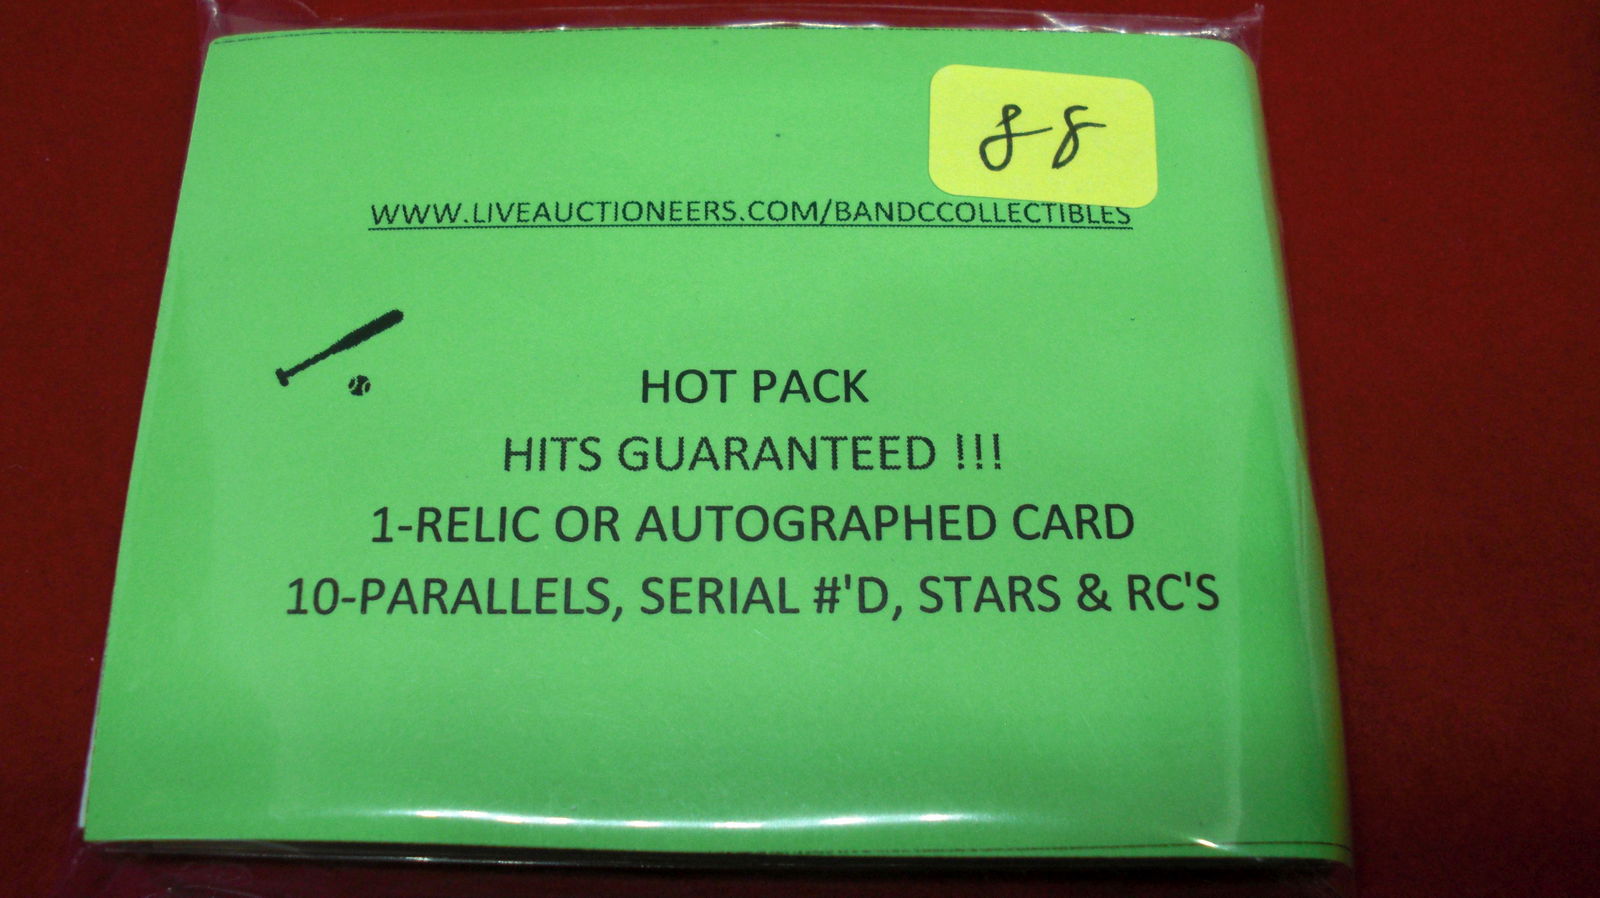 88
WWW.LIVEAUCTIONEERS.COM/BANDCCOLLECTIBLES
HOT PACK
HITS GUARANTEED !!!
1-RELIC OR AUTOGRAPHED CARD
10-PARALLELS, SERIAL #'D, STARS & RC'S